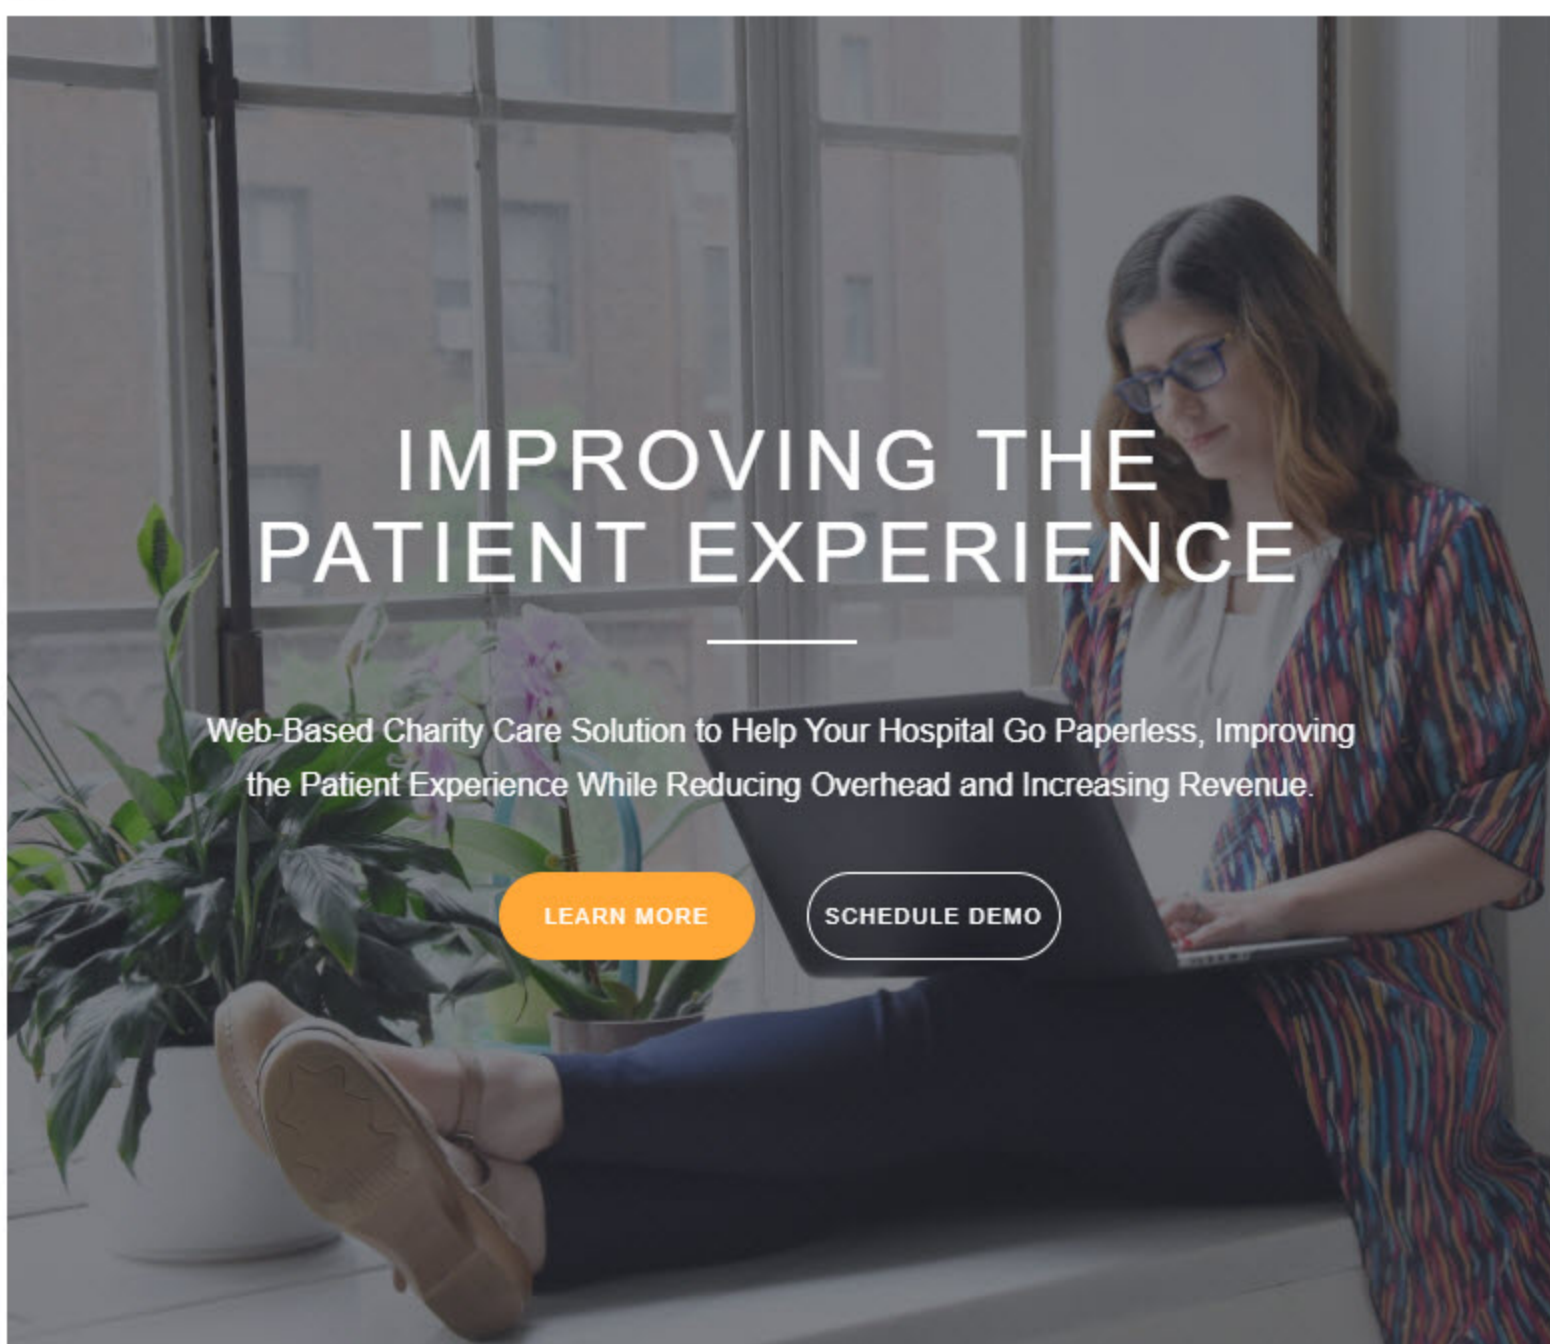 IMPROVING THE
PATIENT EXPERIENCE
Web-Based Charity Care Solution to Help Your Hospital Go Paperless, Improving
the Patient Experience While Reducing Overhead and Increasing Revenue.
LEARN MORE
SCHEDULE DEMO